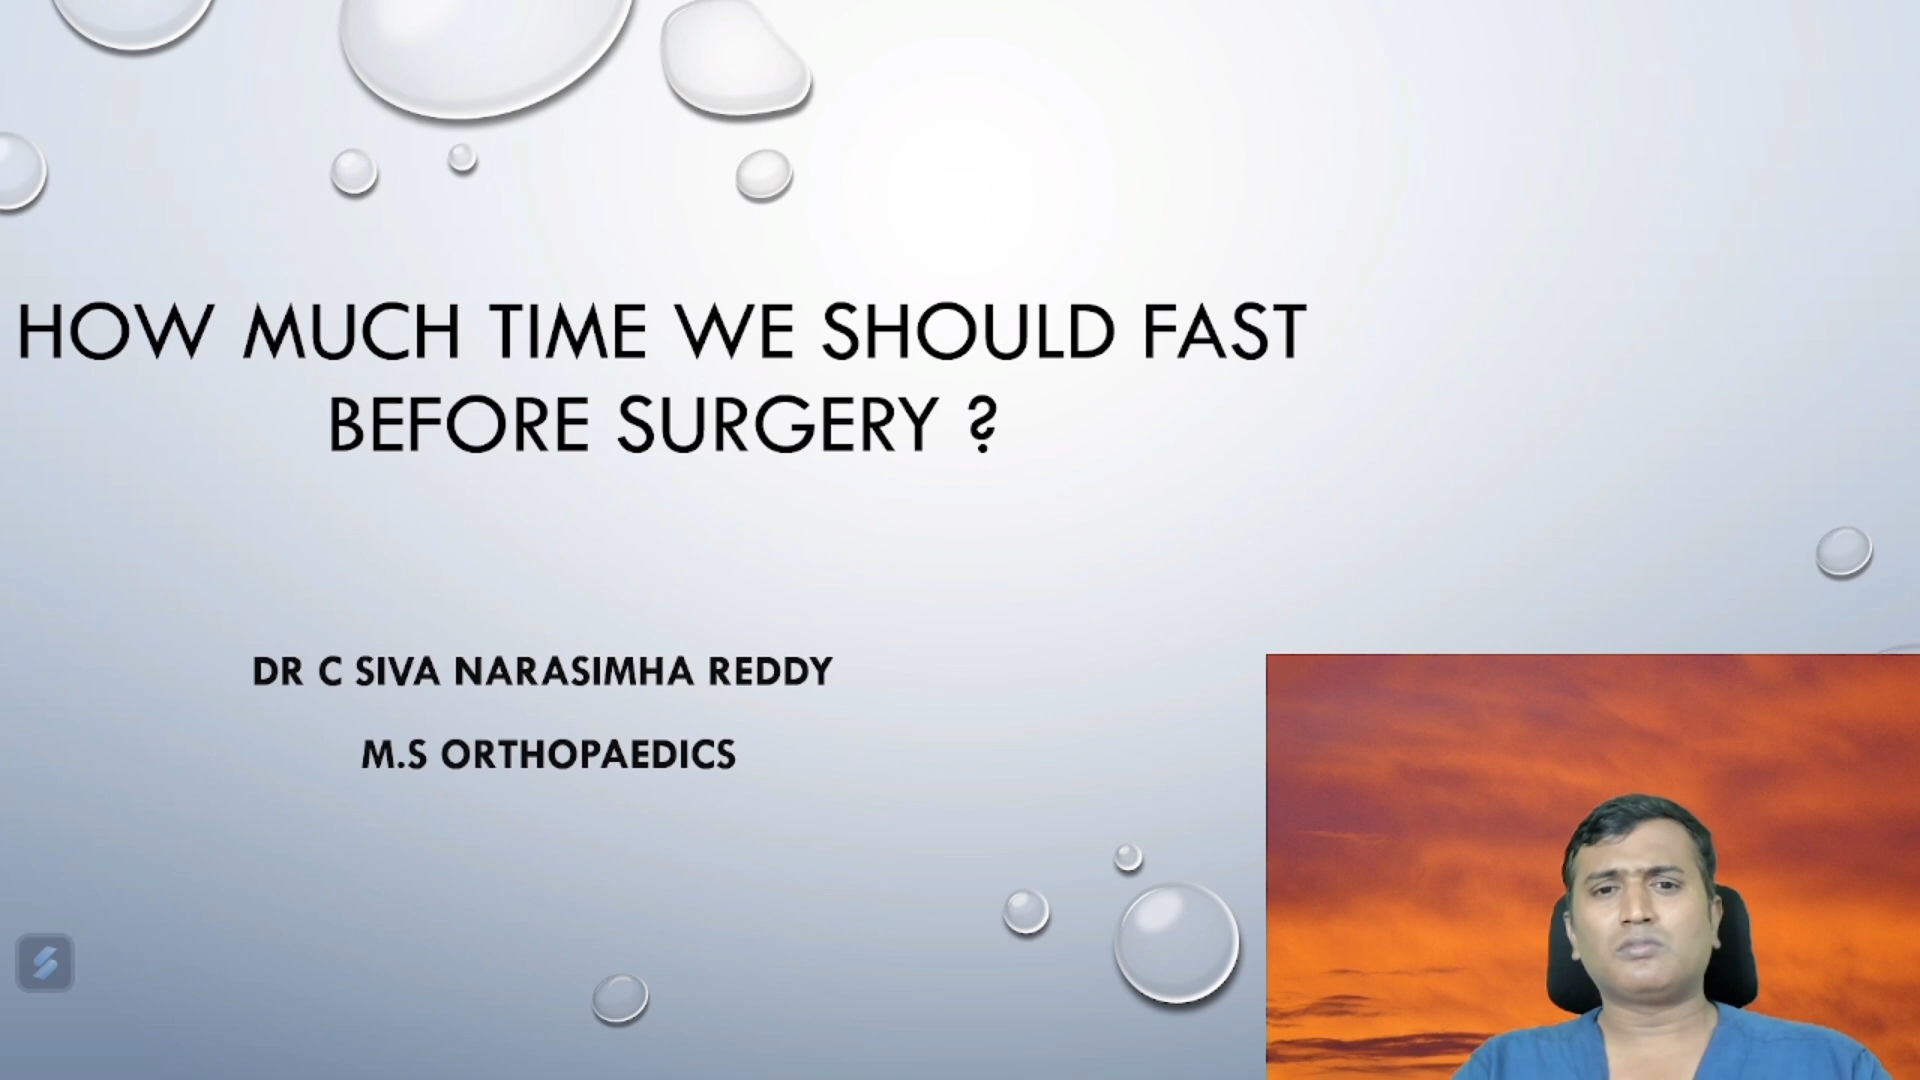 HOW MUCH TIME WE SHOULD FAST
BEFORE SURGERY ?
DR C SIVA NARASIMHA REDDY
M.S ORTHOPAEDICS